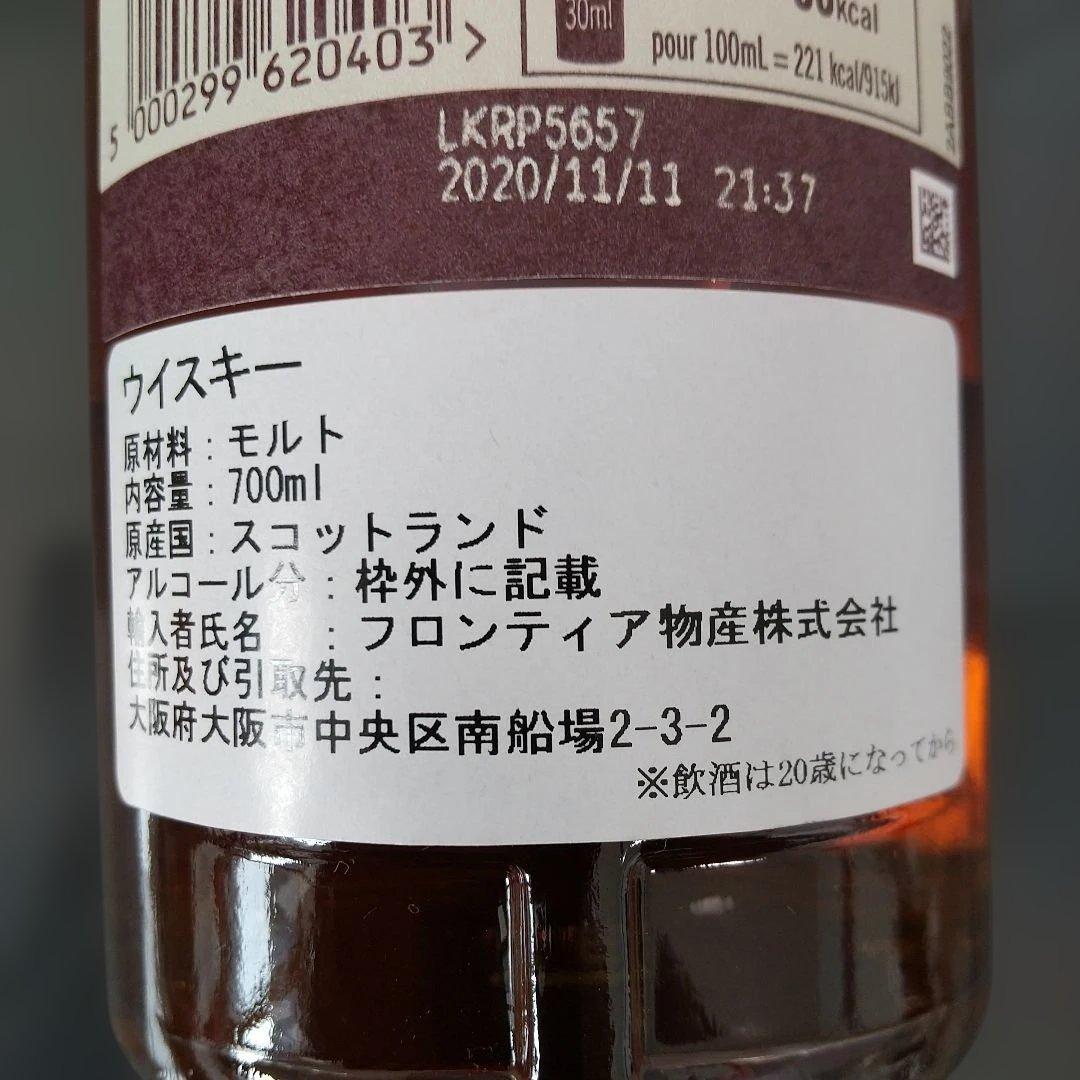 5 000299 620403 >
30ml
kcal
pour 100mL = 221 kcal/915kJ
LKRP5657
2020/11/11 21:37
ウイスキー
原材料：モルト
内容量：700ml
原産国：スコットランド
アルコール分：枠外に記載
輸入者氏名　：フロンティア物産株式会社
住所及び引取先：
大阪府大阪市中央区南船場2-3-2
※飲酒は20歳になってから